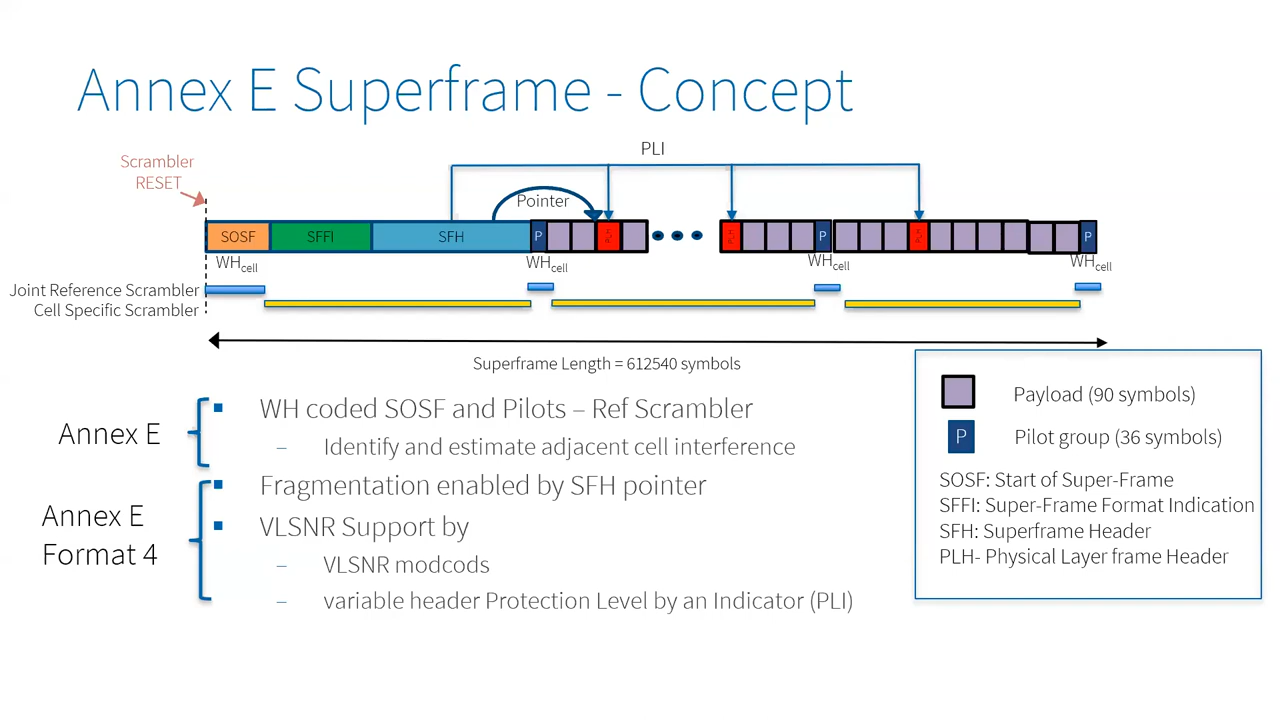 Annex E Superframe - Concept
PLI
Scrambler
RESET
Pointer
SOSF
SFFI
SFH
P
P
P
WHcell
WHcell
WHcell
WHcell
Joint Reference Scrambler
Cell Specific Scrambler
Superframe Length = 612540 symbols
Annex E
WH coded SOSF and Pilots – Ref Scrambler
– Identify and estimate adjacent cell interference
Annex E
Format 4
Fragmentation enabled by SFH pointer
VLSNR Support by
– VLSNR modcods
– variable header Protection Level by an Indicator (PLI)
Payload (90 symbols)
P
Pilot group (36 symbols)
SOSF: Start of Super-Frame
SFFI: Super-Frame Format Indication
SFH: Superframe Header
PLH- Physical Layer frame Header